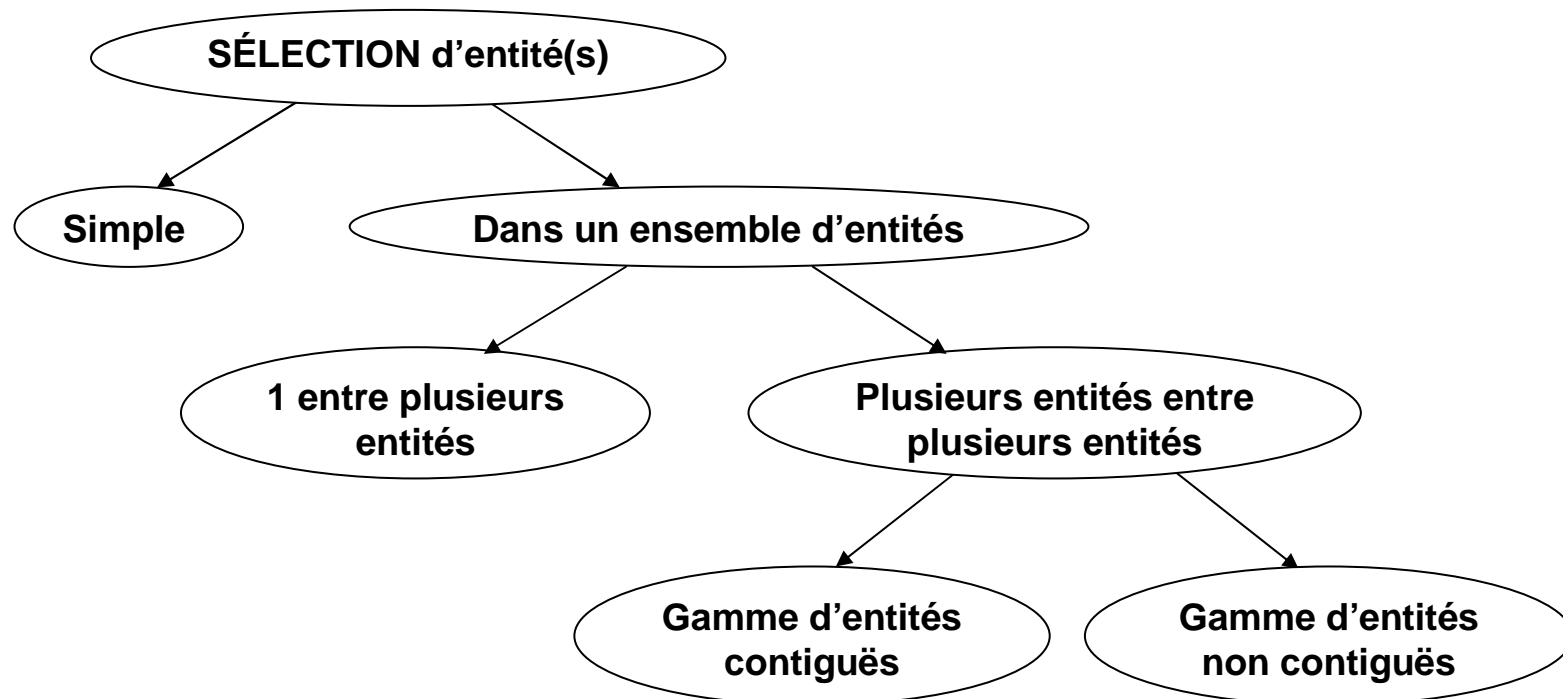 SÉLECTION d’entité(s)
Simple
Dans un ensemble d’entités
1 entre plusieurs
entités
Plusieurs entités entre
plusieurs entités
Gamme d’entités
contiguës
Gamme d’entités
non contiguës